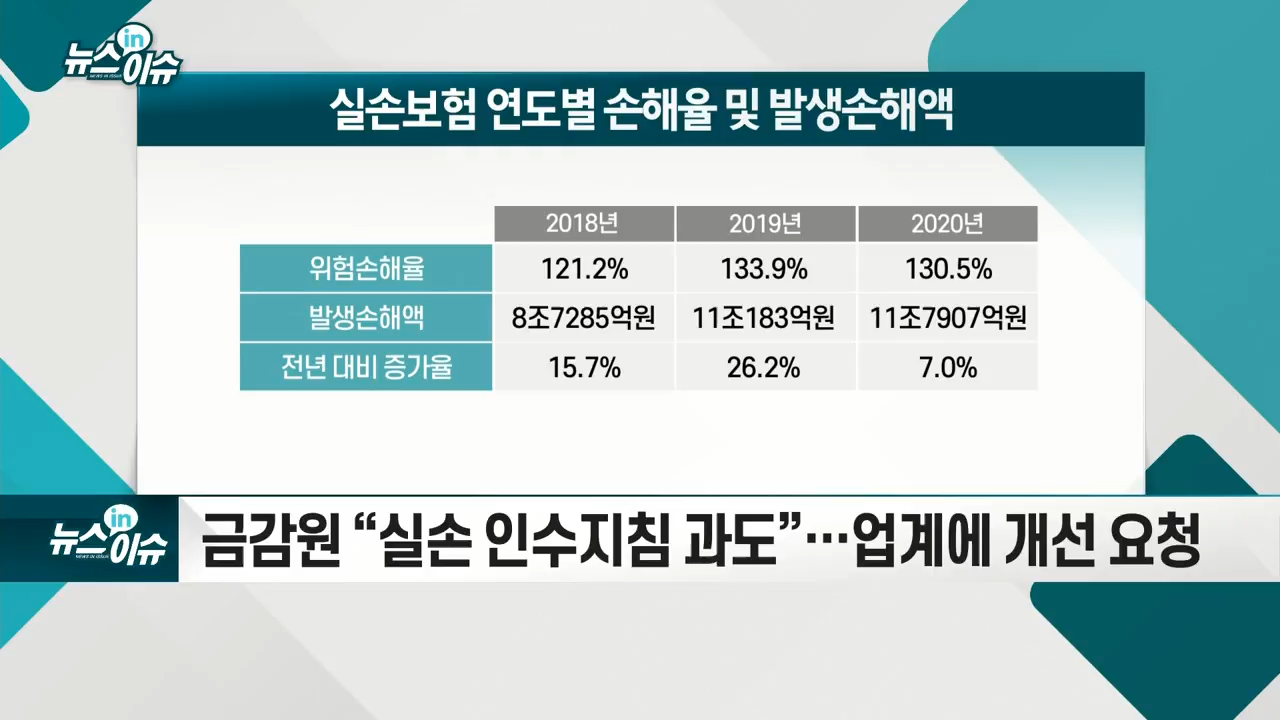 뉴스in이슈
NEWS IN ISSUE
실손보험 연도별 손해율 및 발생손해액
2018년 2019년 2020년
위험손해율 121.2% 133.9% 130.5%
발생손해액 8조7285억원 11조183억원 11조7907억원
전년 대비 증가율 15.7% 26.2% 7.0%
뉴스in이슈
NEWS IN ISSUE
금감원 “실손 인수지침 과도”…업계에 개선 요청